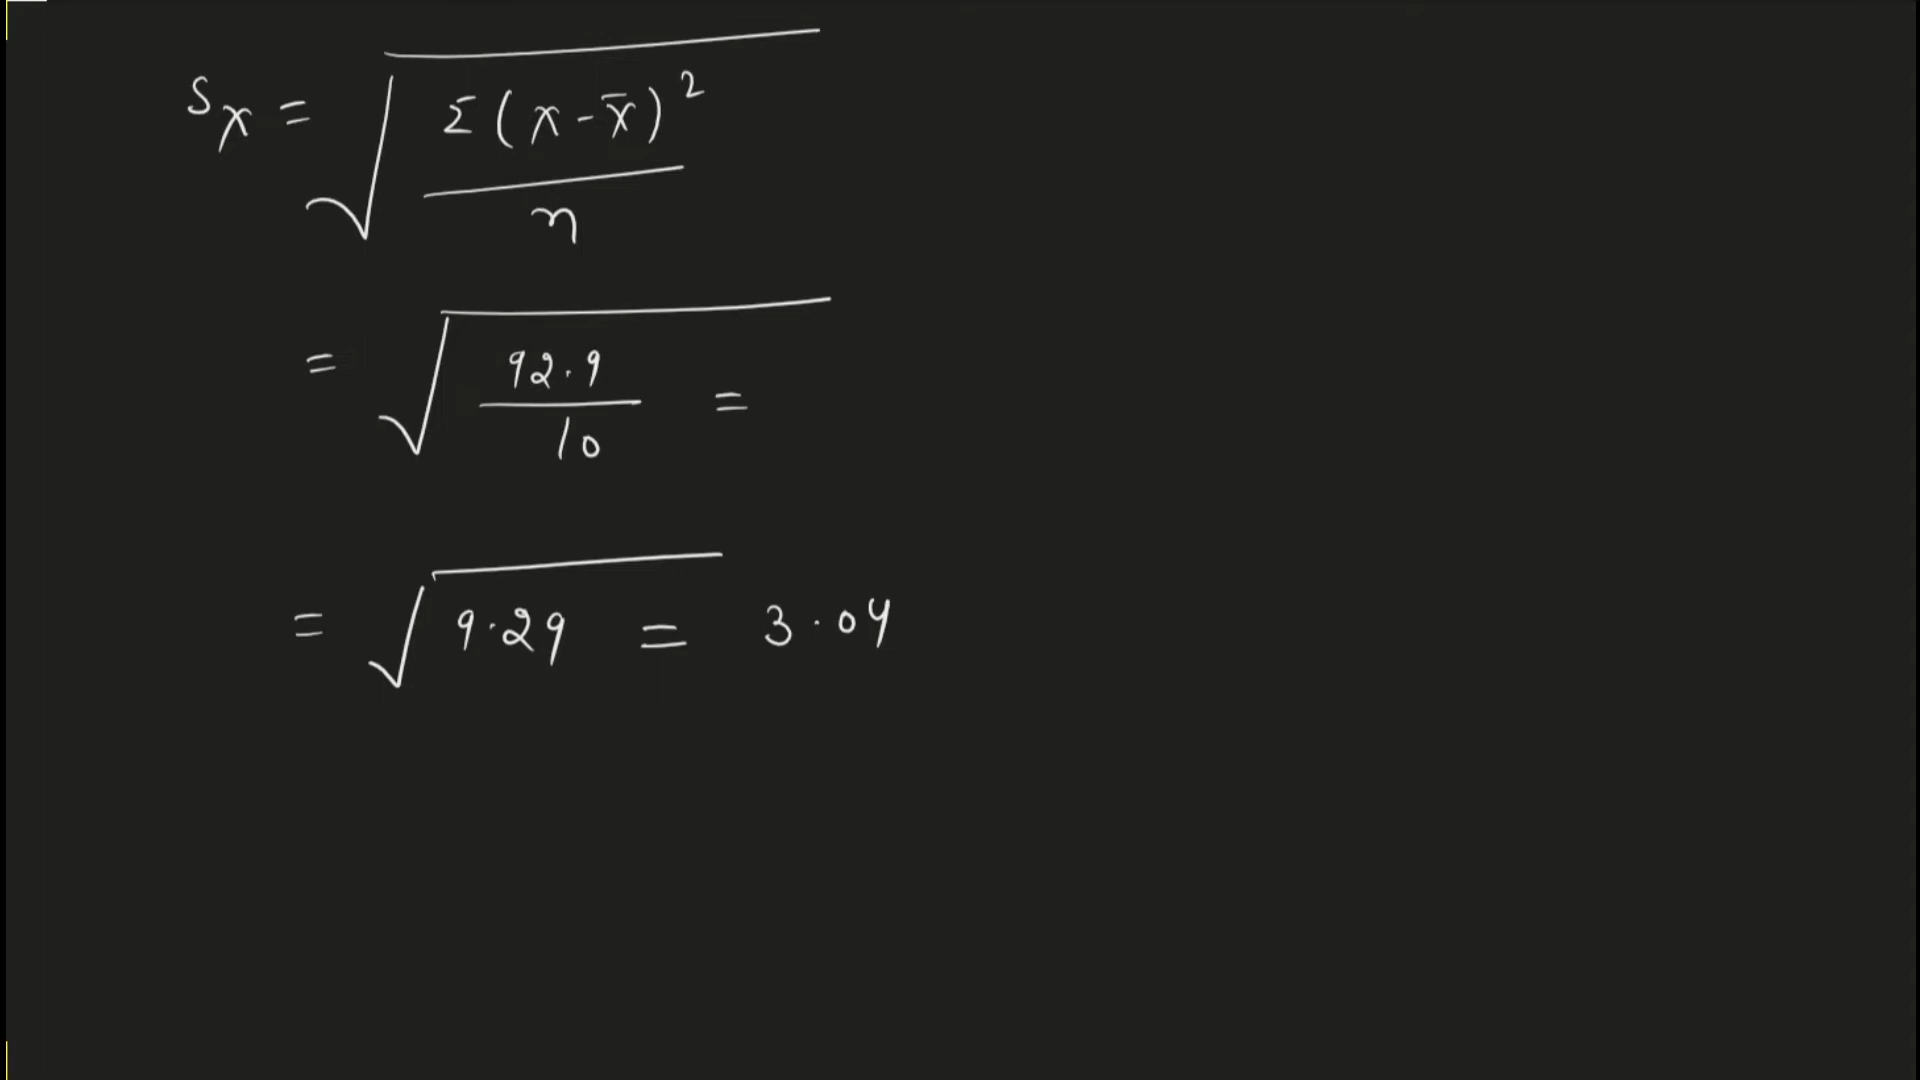 Sx = √(Σ(x-x̄)²/n)
= √(92.9/10) =
= √9.29 = 3.04